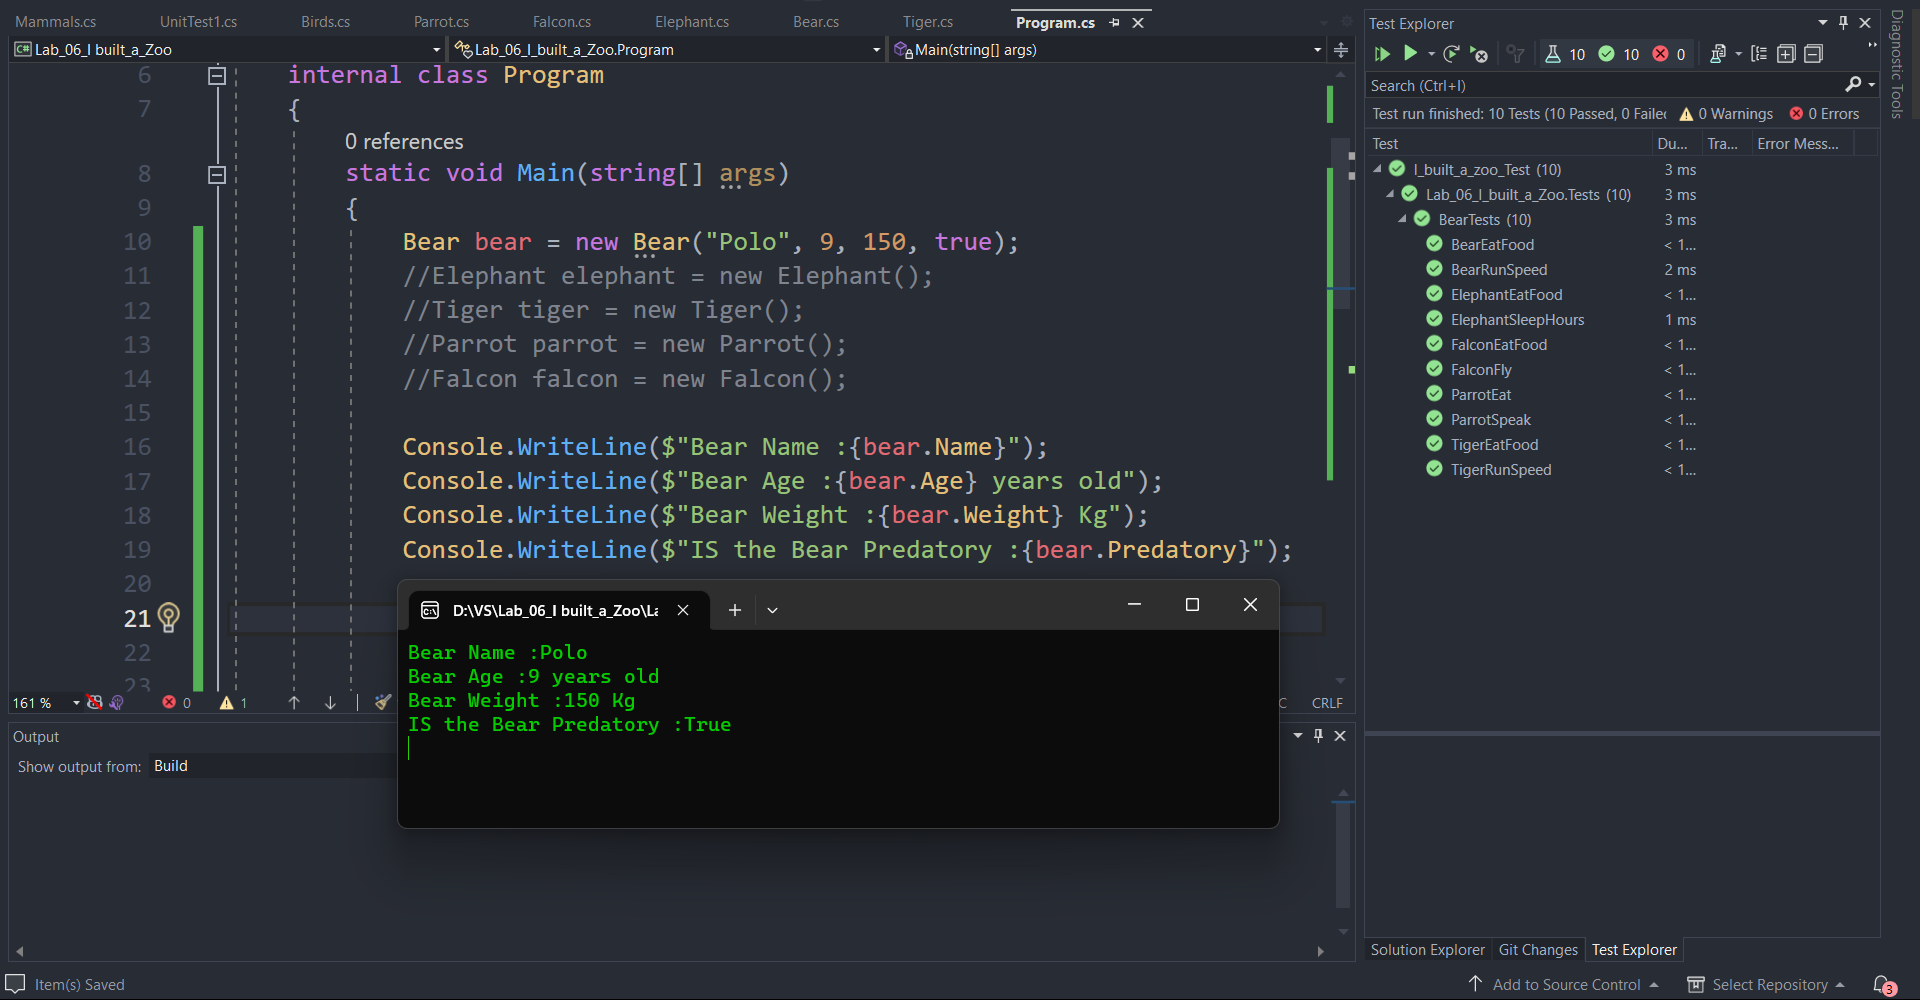 Mammals.cs UnitTest1.cs Birds.cs Parrot.cs Falcon.cs Elephant.cs Bear.cs Tiger.cs Program.cs
C# Lab_06_I built_a_Zoo Lab_06_I_built_a_Zoo.Program Main(string[] args)
6 internal class Program
7 {
0 references
8 static void Main(string[] args)
9 {
10 Bear bear = new Bear("Polo", 9, 150, true);
11 //Elephant elephant = new Elephant();
12 //Tiger tiger = new Tiger();
13 //Parrot parrot = new Parrot();
14 //Falcon falcon = new Falcon();
15
16 Console.WriteLine($"Bear Name :{bear.Name}");
17 Console.WriteLine($"Bear Age :{bear.Age} years old");
18 Console.WriteLine($"Bear Weight :{bear.Weight} Kg");
19 Console.WriteLine($"IS the Bear Predatory :{bear.Predatory}");
20
21
22
23
D:\VS\Lab_06_I built_a_Zoo\La
Bear Name :Polo
Bear Age :9 years old
Bear Weight :150 Kg
IS the Bear Predatory :True
161 % 0 1 C CRLF
Output
Show output from: Build
Test Explorer
10 10 0
Search (Ctrl+I)
Test run finished: 10 Tests (10 Passed, 0 Failed 0 Warnings 0 Errors
Test Du... Tra... Error Mess...
I_built_a_zoo_Test (10) 3 ms
Lab_06_I_built_a_Zoo.Tests (10) 3 ms
BearTests (10) 3 ms
BearEatFood < 1...
BearRunSpeed 2 ms
ElephantEatFood < 1...
ElephantSleepHours 1 ms
FalconEatFood < 1...
FalconFly < 1...
ParrotEat < 1...
ParrotSpeak < 1...
TigerEatFood < 1...
TigerRunSpeed < 1...
Diagnostic Tools
Solution Explorer Git Changes Test Explorer
Item(s) Saved Add to Source Control Select Repository 3